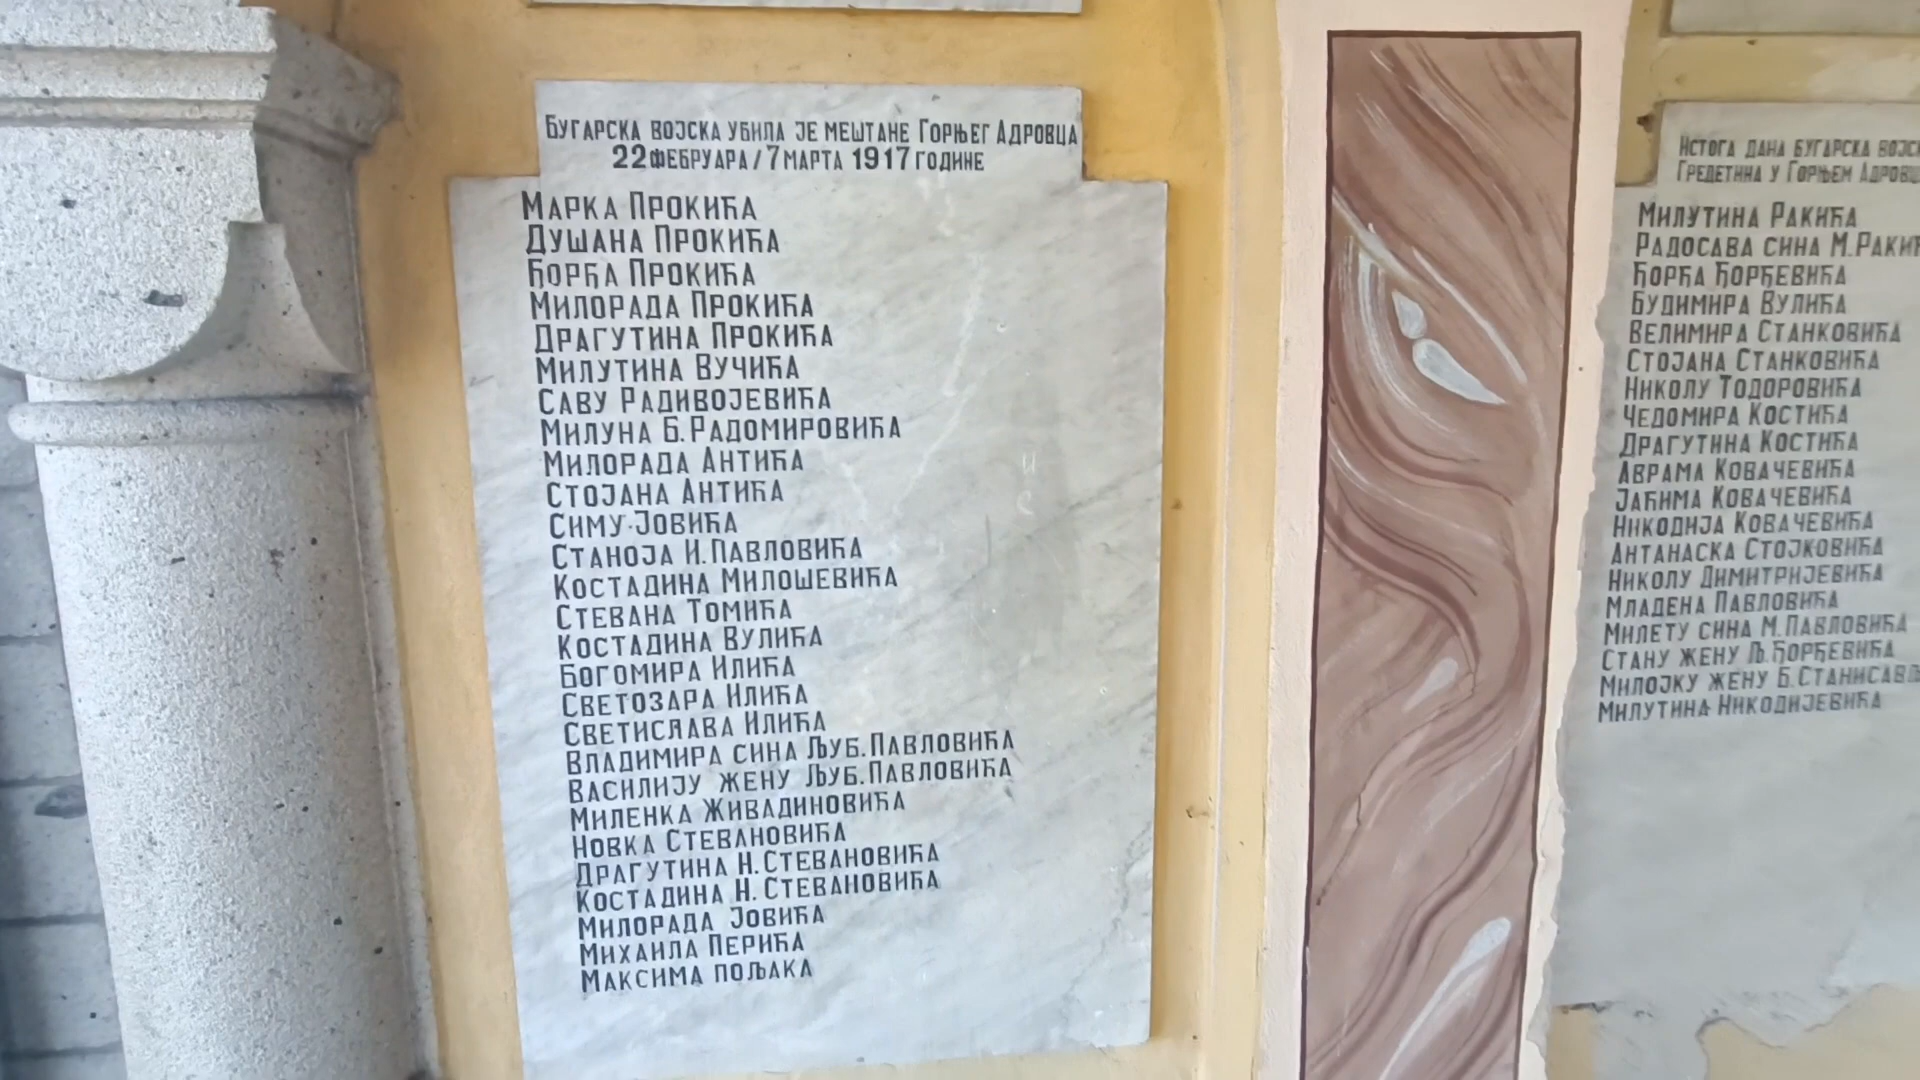 Бугарска војска убила је мештане Горњег Адровца
22 фебруара / 7 марта 1917 године
Марка Прокића
Душана Прокића
Ђорђа Прокића
Милорада Прокића
Драгутина Прокића
Милутина Вучића
Саву Радивојевића
Милуна Б. Радомировића
Милорада Антића
Стојана Антића
Симу Јовића
Станоја И. Павловића
Костадина Милошевића
Стевана Томића
Костадина Вулића
Богомира Илића
Светозара Илића
Светислава Илића
Владимира сина Љуб. Павловића
Василију жену Љуб. Павловића
Миленка Живадиновића
Новка Стевановића
Драгутина Н. Стевановића
Костадина Н. Стевановића
Милорада Јовића
Михаила Перића
Максима пољака
Истога дана бугарска
Гредетина у Горњем
Милутина Ракића
Радосава сина М.
Ђорђа Ђорђевића
Будимира Вулића
Велимира Станковића
Стојана Станковића
Николу Тодоровића
Чедомира Костића
Драгутина Костића
Аврама Ковачевића
Јаћима Ковачевића
Никодија Ковачевића
Антанаска Стојковића
Николу Димитријевића
Младена Павловића
Милету сина М. Павловића
Стану жену Љ. Ђорђевића
Милојку жену Б.
Милутина Никодијевића